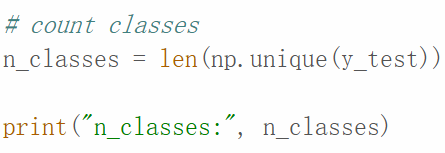 # count classes
n_classes = len(np.unique(y_test))
print("n_classes:", n_classes)